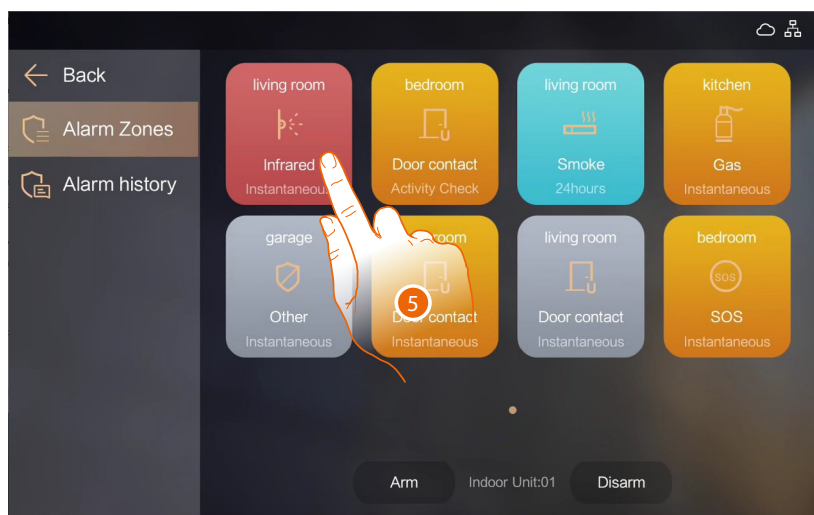 Back
Alarm Zones
Alarm history
living room
Infrared
Instantaneous
bedroom
Door contact
Activity Check
living room
Smoke
24hours
kitchen
Gas
Instantaneous
garage
Other
Instantaneous
room
Door contact
Instantaneous
living room
Door contact
Instantaneous
bedroom
SOS
SOS
Instantaneous
5
Arm
Indoor Unit:01
Disarm